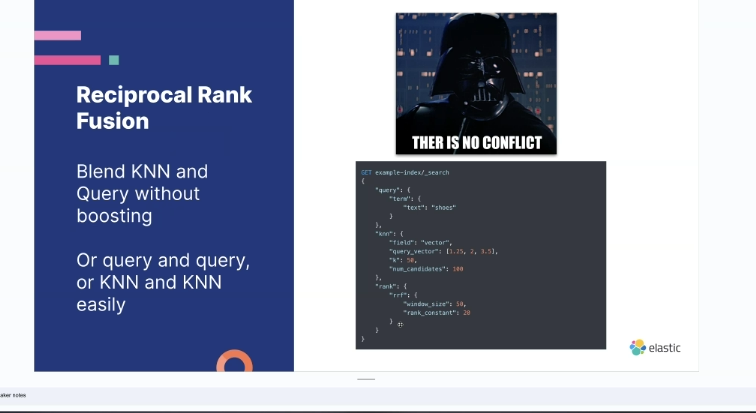 Reciprocal Rank
Fusion
Blend KNN and
Query without
boosting
Or query and query,
or KNN and KNN
easily
THER IS NO CONFLICT
GET example-index/_search
{
"query": {
"term": {
"text": "shoes"
}
},
"knn": {
"field": "vector",
"query_vector": [1.25, 2, 3.5],
"k": 50,
"num_candidates": 100
},
"rank": {
"rrf": {
"window_size": 50,
"rank_constant": 20
}
}
}
elastic
aker notes